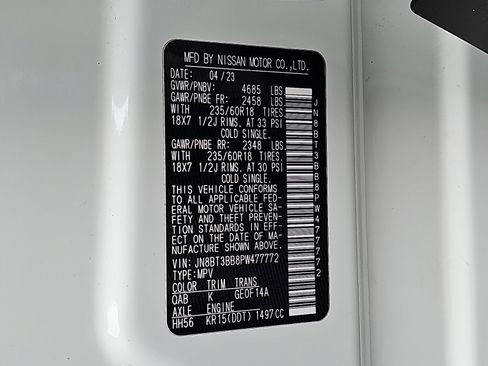 MFD BY NISSAN MOTOR CO.,LTD.
DATE: 04/23
GVWR/PNBV: 4685 LBS
GAWR/PNBE FR: 2458 LBS.
WITH 235/60R18 TIRES.
18X7 1/2J RIMS. AT 33 PSI
COLD SINGLE.
GAWR/PNBE RR: 2348 LBS.
WITH 235/60R18 TIRES.
18X7 1/2J RIMS. AT 30 PSI
COLD SINGLE.
THIS VEHICLE CONFORMS
TO ALL APPLICABLE FED-
ERAL MOTOR VEHICLE SA-
FETY AND THEFT PREVEN-
TION STANDARDS IN EFF-
ECT ON THE DATE OF MA-
NUFACTURE SHOWN ABOVE.
VIN: JN8BT3BB8PW477772
TYPE:MPV
COLOR TRIM TRANS
QAB K GE0F14A
AXLE ENGINE
HH56 KR15(DDT) 1497CC
JN8BT3BB8PW477772